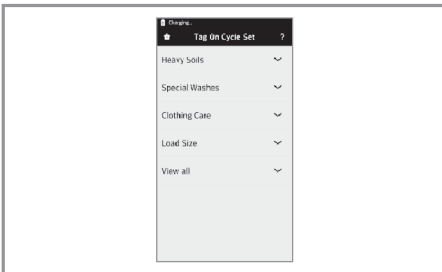 Charging..
Tag On Cycle Set ?
Heavy Soils
Special Washes
Clothing Care
Load Size
View all